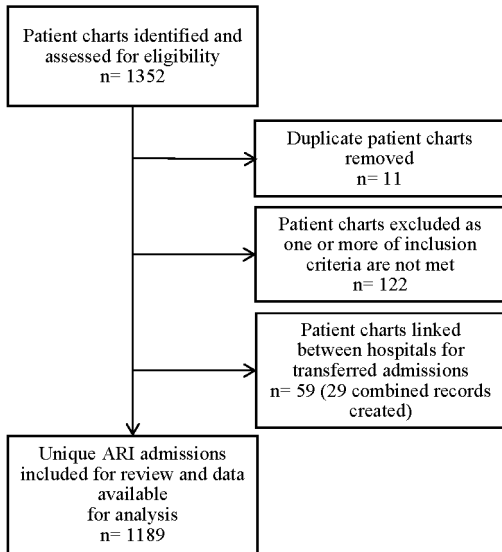 Patient charts identified and
assessed for eligibility
n= 1352
Duplicate patient charts
removed
n= 11
Patient charts excluded as
one or more of inclusion
criteria are not met
n= 122
Patient charts linked
between hospitals for
transferred admissions
n= 59 (29 combined records
created)
Unique ARI admissions
included for review and data
available
for analysis
n= 1189